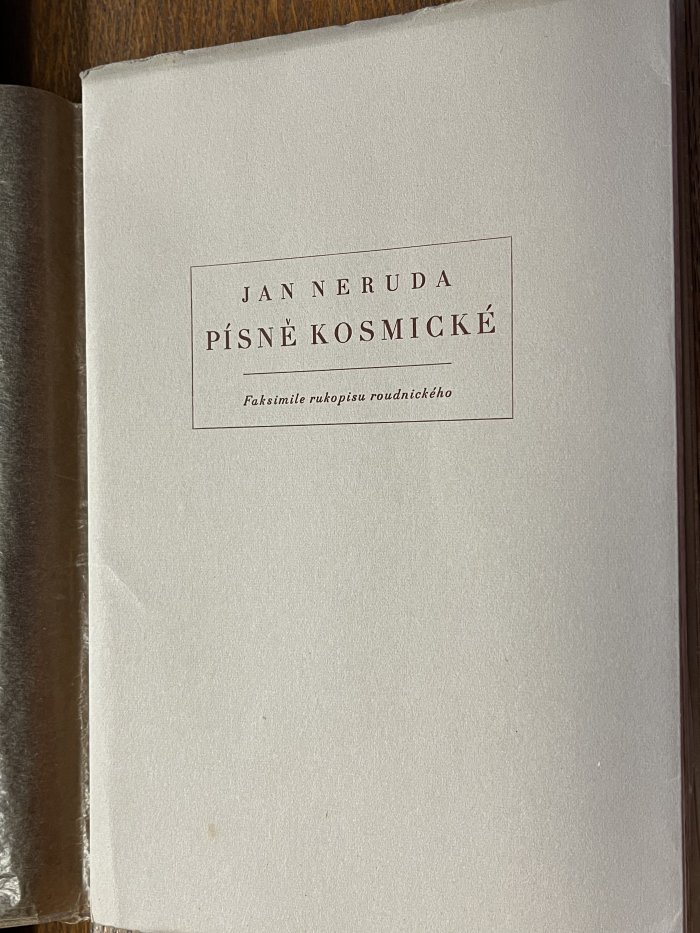 JAN NERUDA
PÍSNĚ KOSMICKÉ
Faksimile rukopisu roudnického